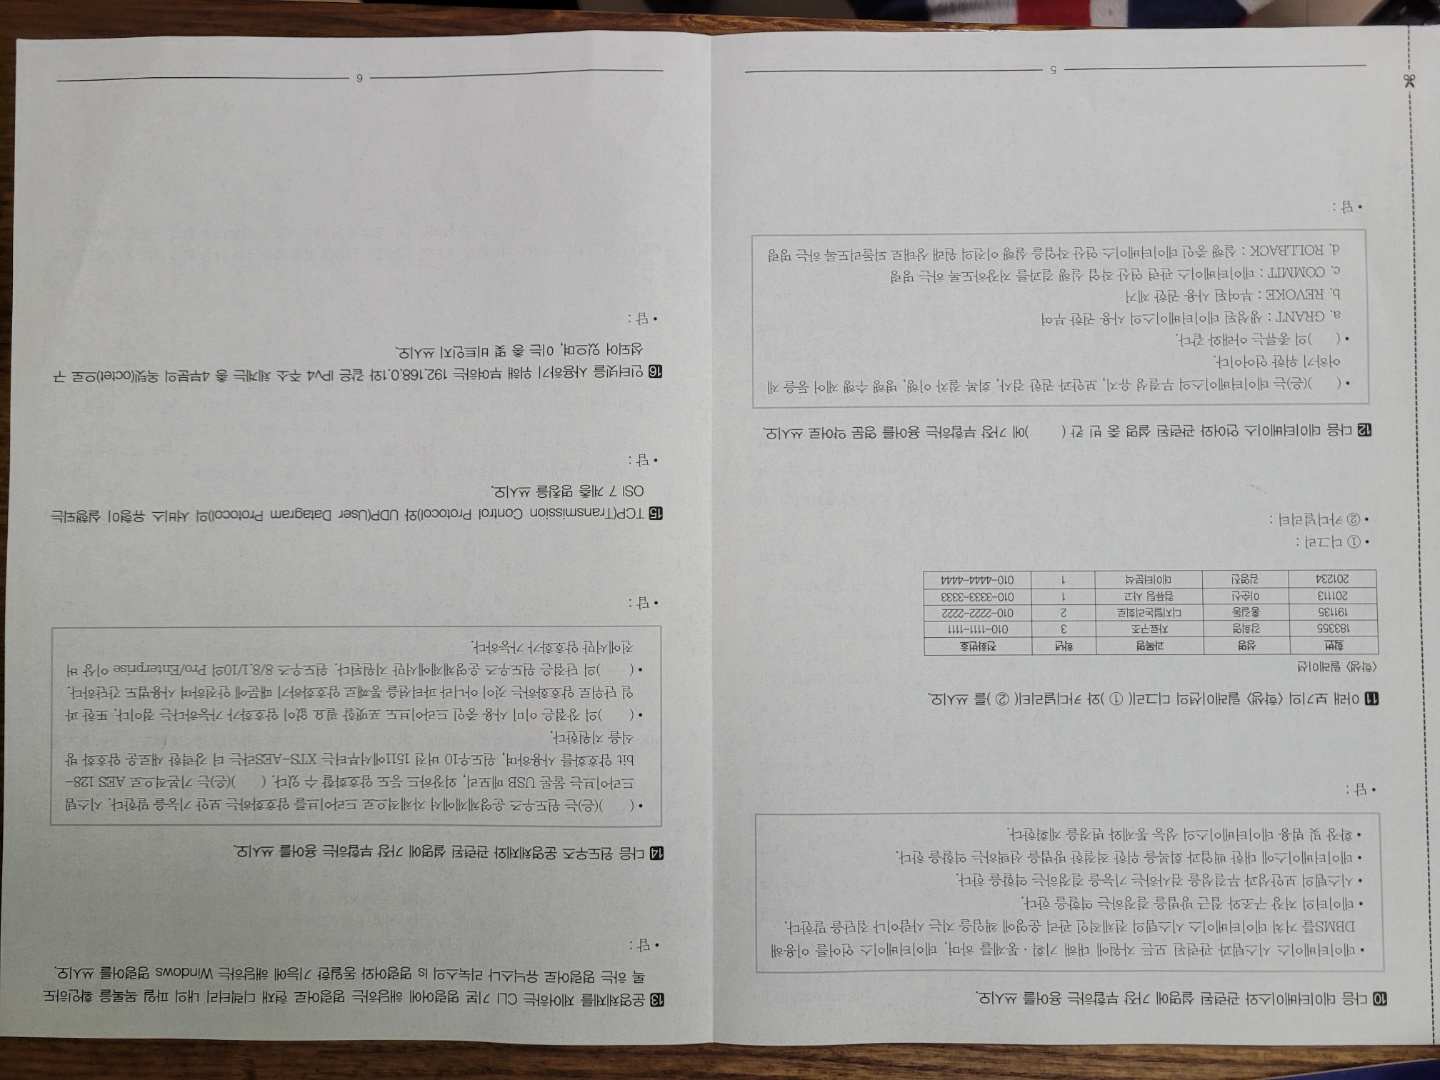 10 다음 데이터베이스와 관련된 설명에 가장 부합하는 용어를 쓰시오.
• 데이터베이스 시스템과 관련된 모든 자원에 대해 기획·통제를 하며, 데이터베이스 언어를 이용해
DBMS를 거쳐 데이터베이스 시스템의 전체적인 관리 운영에 책임을 지는 사람이나 집단을 말한다.
• 데이터의 저장 구조와 접근 방법을 결정하는 역할을 한다.
• 시스템의 보안성과 무결성을 검사하는 기능을 결정하는 역할을 한다.
• 데이터베이스에 대한 백업과 회복을 위한 적절한 방법을 선택하는 역할을 한다.
• 확장 및 범용 데이터베이스의 성능 통제와 변경을 계획한다.
• 답 :
11 아래 보기의 〈학생〉 릴레이션의 디그리( ① )와 카디널리티( ② )를 쓰시오.
〈학생〉 릴레이션
학번 성명 과목명 학년 전화번호
183355 강희영 자료구조 3 010-1111-1111
191135 홍길동 디지털논리회로 2 010-2222-2222
201113 이순신 컴퓨팅 사고 1 010-3333-3333
201234 김영진 데이터분석 1 010-4444-4444
• ① 디그리 :
• ② 카디널리티 :
12 다음 데이터베이스 언어와 관련된 설명 중 빈 칸 ( )에 가장 부합하는 용어를 영문 약어로 쓰시오.
• ( )(은)는 데이터베이스의 무결성 유지, 보안과 권한 검사, 회복 절차 이행, 병행 수행 제어 등을 제
어하기 위한 언어이다.
• ( )의 종류는 아래와 같다.
a. GRANT : 생성된 데이터베이스의 사용 권한 부여
b. REVOKE : 부여된 사용 권한 제거
c. COMMIT : 데이터베이스 관련 연산 작업 실행 결과를 저장하도록 하는 명령
d. ROLLBACK : 실행 중인 데이터베이스 연산 작업을 실행 이전의 원래 상태로 되돌리도록 하는 명령
• 답 :
5
13 운영체제를 제어하는 CLI 기본 명령어에 해당하는 명령어로 현재 디렉터리 내의 파일 목록을 확인하도
록 하는 명령어로 유닉스나 리눅스의 ls 명령어와 동일한 기능에 해당하는 Windows 명령어를 쓰시오.
• 답 :
14 다음 윈도우즈 운영체제와 관련된 설명에 가장 부합하는 용어를 쓰시오.
• ( )(은)는 윈도우즈 운영체제에서 자체적으로 드라이브를 암호화하는 보안 기능을 말한다. 시스템
드라이브는 물론 USB 메모리, 외장하드 등도 암호화할 수 있다. ( )(은)는 기본적으로 AES 128-
bit 암호화를 사용하며, 윈도우10 버전 1511에서부터는 XTS-AES라는 더 강력한 새로운 암호화 방
식을 지원한다.
• ( )의 장점은 이미 사용 중인 드라이브도 포맷할 필요 없이 암호화가 가능하다는 점이다. 또한 파
일 단위로 암호화하는 것이 아니라 파티션을 통째로 암호화하기 때문에 안전하며 사용법도 간단하다.
• ( )의 단점은 윈도우즈 운영체제에서만 지원된다. 윈도우즈 8/8.1/10의 Pro/Enterprise 이상 버
전에서만 암호화가 가능하다.
• 답 :
15 TCP(Transmission Control Protocol)와 UDP(User Datagram Protocol)의 서비스 유형이 실행되는
OSI 7 계층 명칭을 쓰시오.
• 답 :
16 인터넷을 사용하기 위해 부여하는 192.168.0.1와 같은 IPv4 주소 체계는 총 4부분의 옥텟(octet)으로 구
성되어 있으며, 이는 총 몇 비트인지 쓰시오.
• 답 :
6